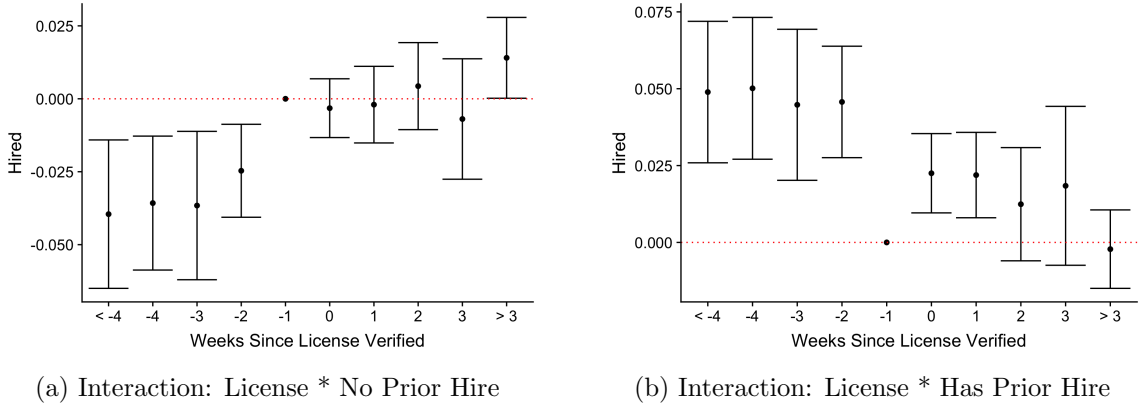 0.025
0.000
-0.025
-0.050
Hired
< -4 -4 -3 -2 -1 0 1 2 3 > 3
Weeks Since License Verified
(a) Interaction: License * No Prior Hire
0.075
0.050
0.025
0.000
Hired
< -4 -4 -3 -2 -1 0 1 2 3 > 3
Weeks Since License Verified
(b) Interaction: License * Has Prior Hire